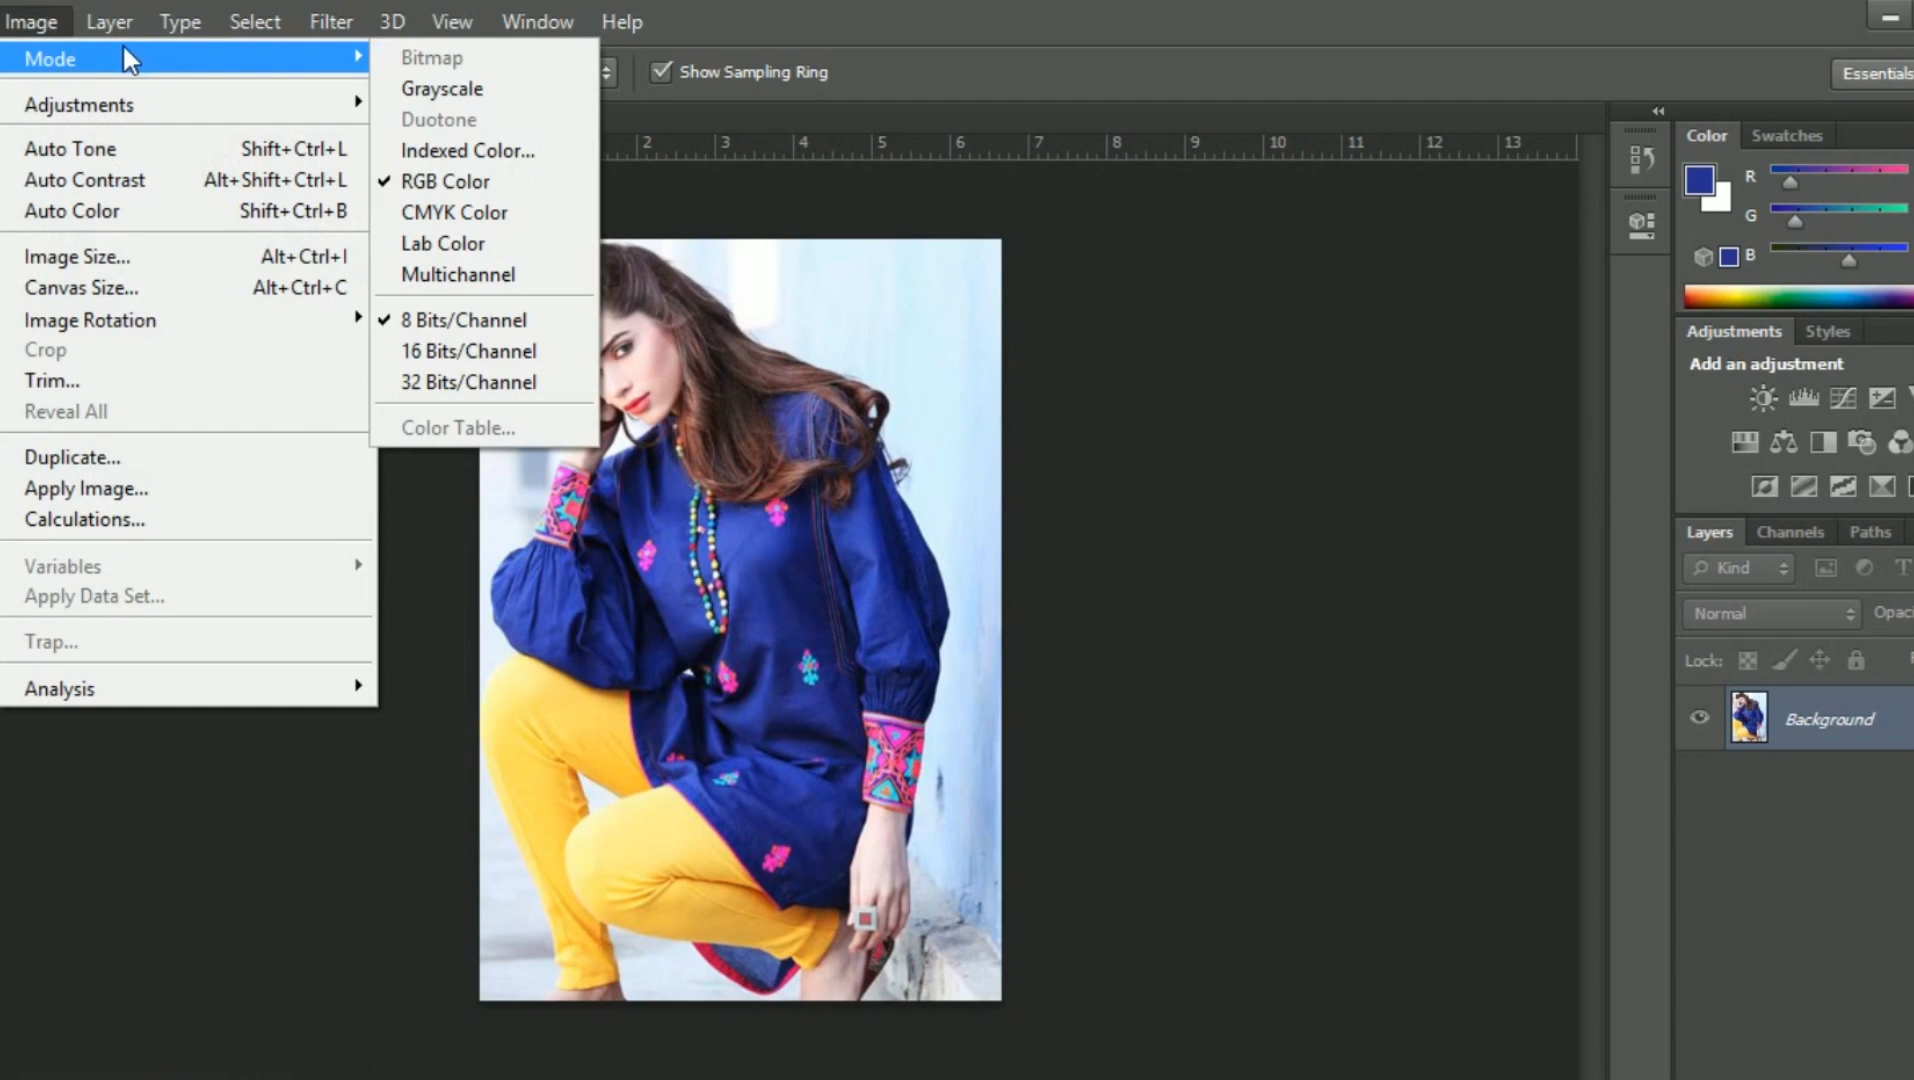 Image Layer Type Select Filter 3D View Window Help
Mode
Adjustments
Auto Tone Shift+Ctrl+L
Auto Contrast Alt+Shift+Ctrl+L
Auto Color Shift+Ctrl+B
Image Size... Alt+Ctrl+I
Canvas Size... Alt+Ctrl+C
Image Rotation
Crop
Trim...
Reveal All
Duplicate...
Apply Image...
Calculations...
Variables
Apply Data Set...
Trap...
Analysis
Bitmap
Grayscale
Duotone
Indexed Color...
RGB Color
CMYK Color
Lab Color
Multichannel
8 Bits/Channel
16 Bits/Channel
32 Bits/Channel
Color Table...
Show Sampling Ring
Essentials
2 3 4 5 6 7 8 9 10 11 12 13
Color Swatches
R
G
B
Adjustments Styles
Add an adjustment
Layers Channels Paths
Kind T
Normal Opaci
Lock:
Background